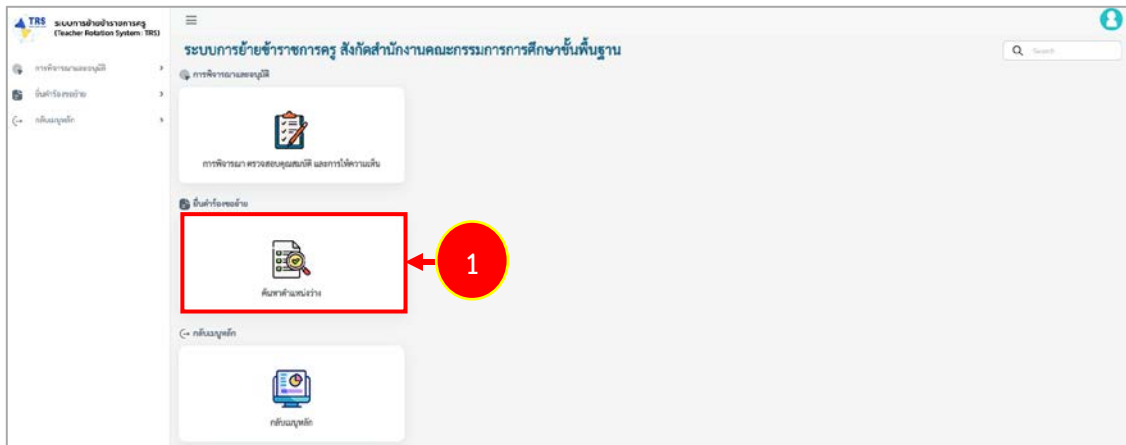 TRS ระบบการย้ายข้าราชการครู
(Teacher Rotation System: TRS)
การพิจารณาและอนุมัติ
ยื่นคำร้องขอย้าย
กลับเมนูหลัก
ระบบการย้ายข้าราชการครู สังกัดสำนักงานคณะกรรมการการศึกษาขั้นพื้นฐาน
Search
การพิจารณาและอนุมัติ
การพิจารณา ตรวจสอบคุณสมบัติ และการให้ความเห็น
ยื่นคำร้องขอย้าย
ค้นหาตำแหน่งว่าง
1
กลับเมนูหลัก
กลับเมนูหลัก